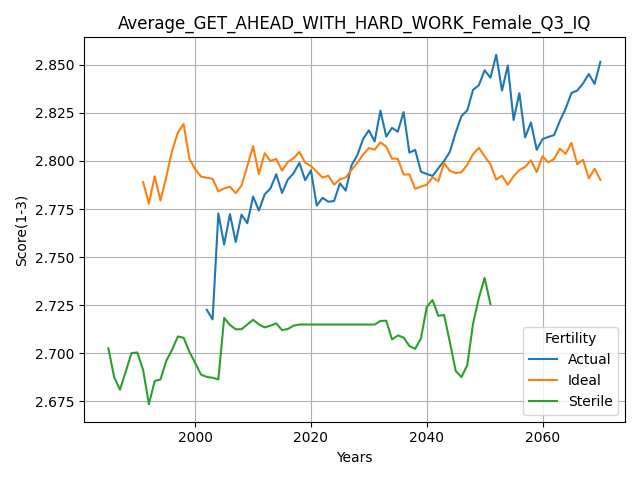 Average_GET_AHEAD_WITH_HARD_WORK_Female_Q3_IQ
Score(1-3)
2.850
2.825
2.800
2.775
2.750
2.725
2.700
2.675
2000
2020
2040
2060
Years
Fertility
Actual
Ideal
Sterile